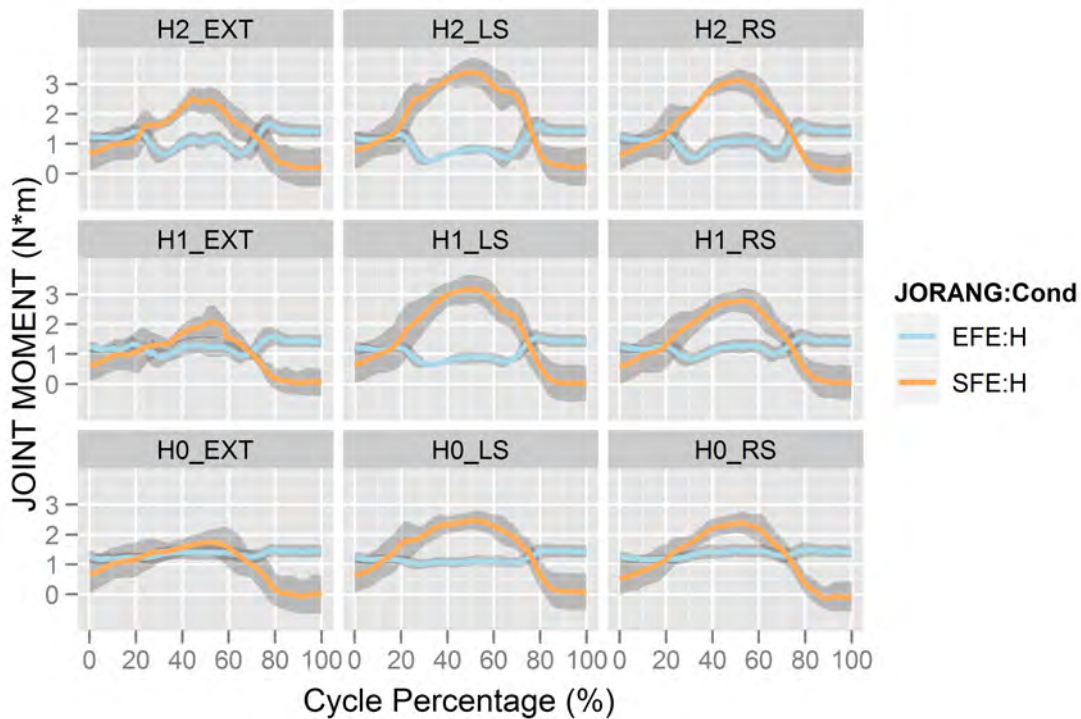 H2_EXT H2_LS H2_RS
3
2
1
0
H1_EXT H1_LS H1_RS
3
2
1
0
H0_EXT H0_LS H0_RS
3
2
1
0
0 20 40 60 80 100 0 20 40 60 80 100 0 20 40 60 80 100
Cycle Percentage (%)
JOINT MOMENT (N*m)
JORANG:Cond
EFE:H
SFE:H